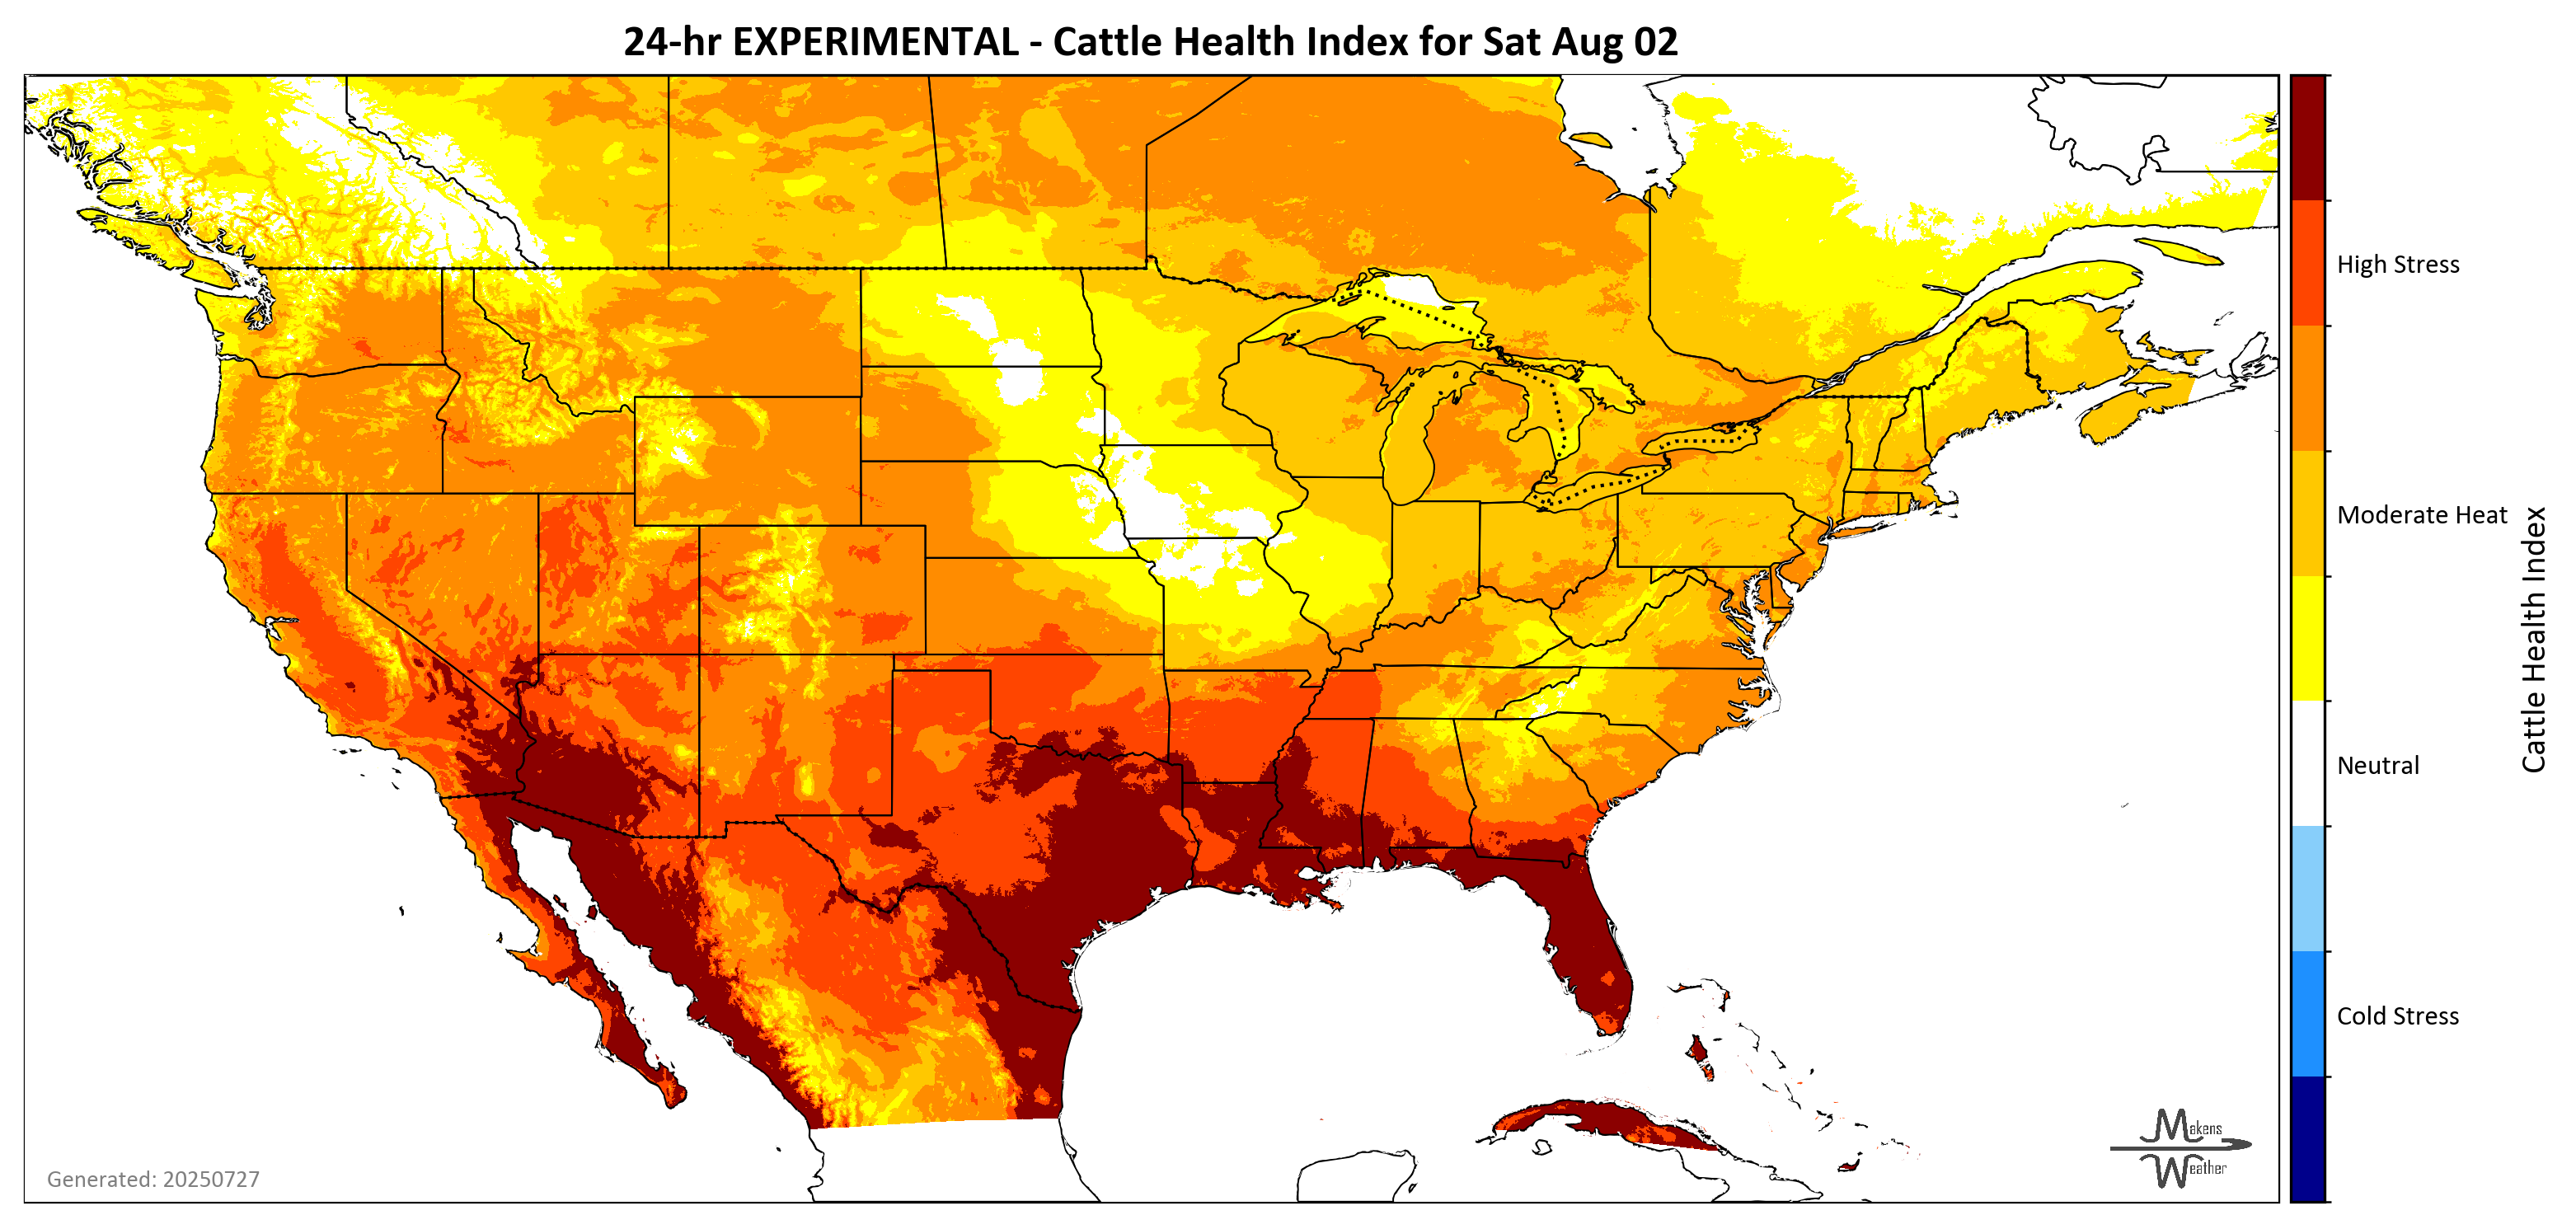 24-hr EXPERIMENTAL - Cattle Health Index for Sat Aug 02
High Stress
Moderate Heat
Neutral
Cold Stress
Cattle Health Index
Generated: 20250727
Makens
Weather